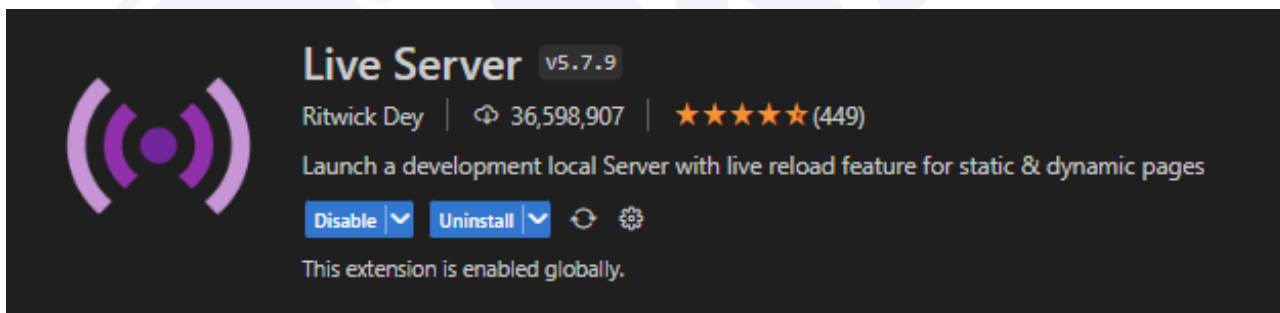 Live Server v5.7.9
Ritwick Dey | 36,598,907 | ★★★★⯪ (449)
Launch a development local Server with live reload feature for static & dynamic pages
Disable Uninstall
This extension is enabled globally.